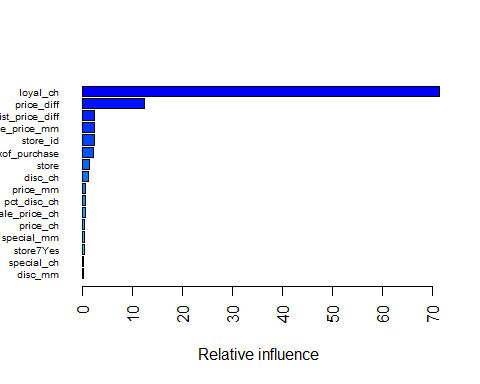 loyal_ch
price_diff
ist_price_diff
e_price_mm
store_id
kof_purchase
store
disc_ch
price_mm
pct_disc_ch
ale_price_ch
price_ch
special_mm
store7Yes
special_ch
disc_mm
0 10 20 30 40 50 60 70
Relative influence